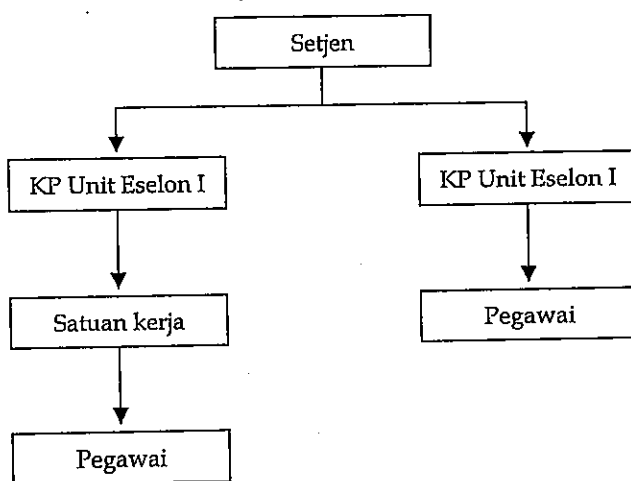 Setjen
KP Unit Eselon I
KP Unit Eselon I
Satuan kerja
Pegawai
Pegawai